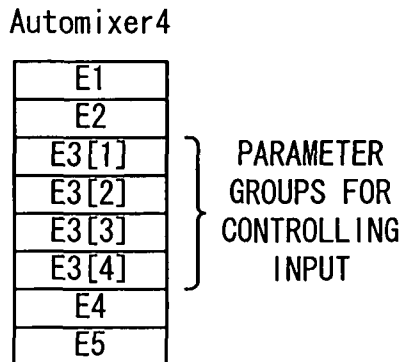 Automixer4
E1
E2
E3[1]
E3[2]
E3[3]
E3[4]
E4
E5
PARAMETER
GROUPS FOR
CONTROLLING
INPUT